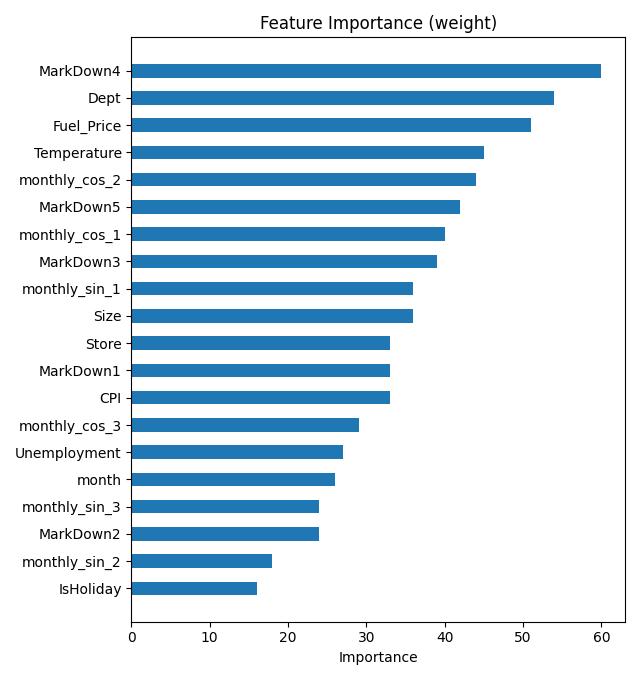 Feature Importance (weight)
MarkDown4
Dept
Fuel_Price
Temperature
monthly_cos_2
MarkDown5
monthly_cos_1
MarkDown3
monthly_sin_1
Size
Store
MarkDown1
CPI
monthly_cos_3
Unemployment
month
monthly_sin_3
MarkDown2
monthly_sin_2
IsHoliday
0 10 20 30 40 50 60
Importance